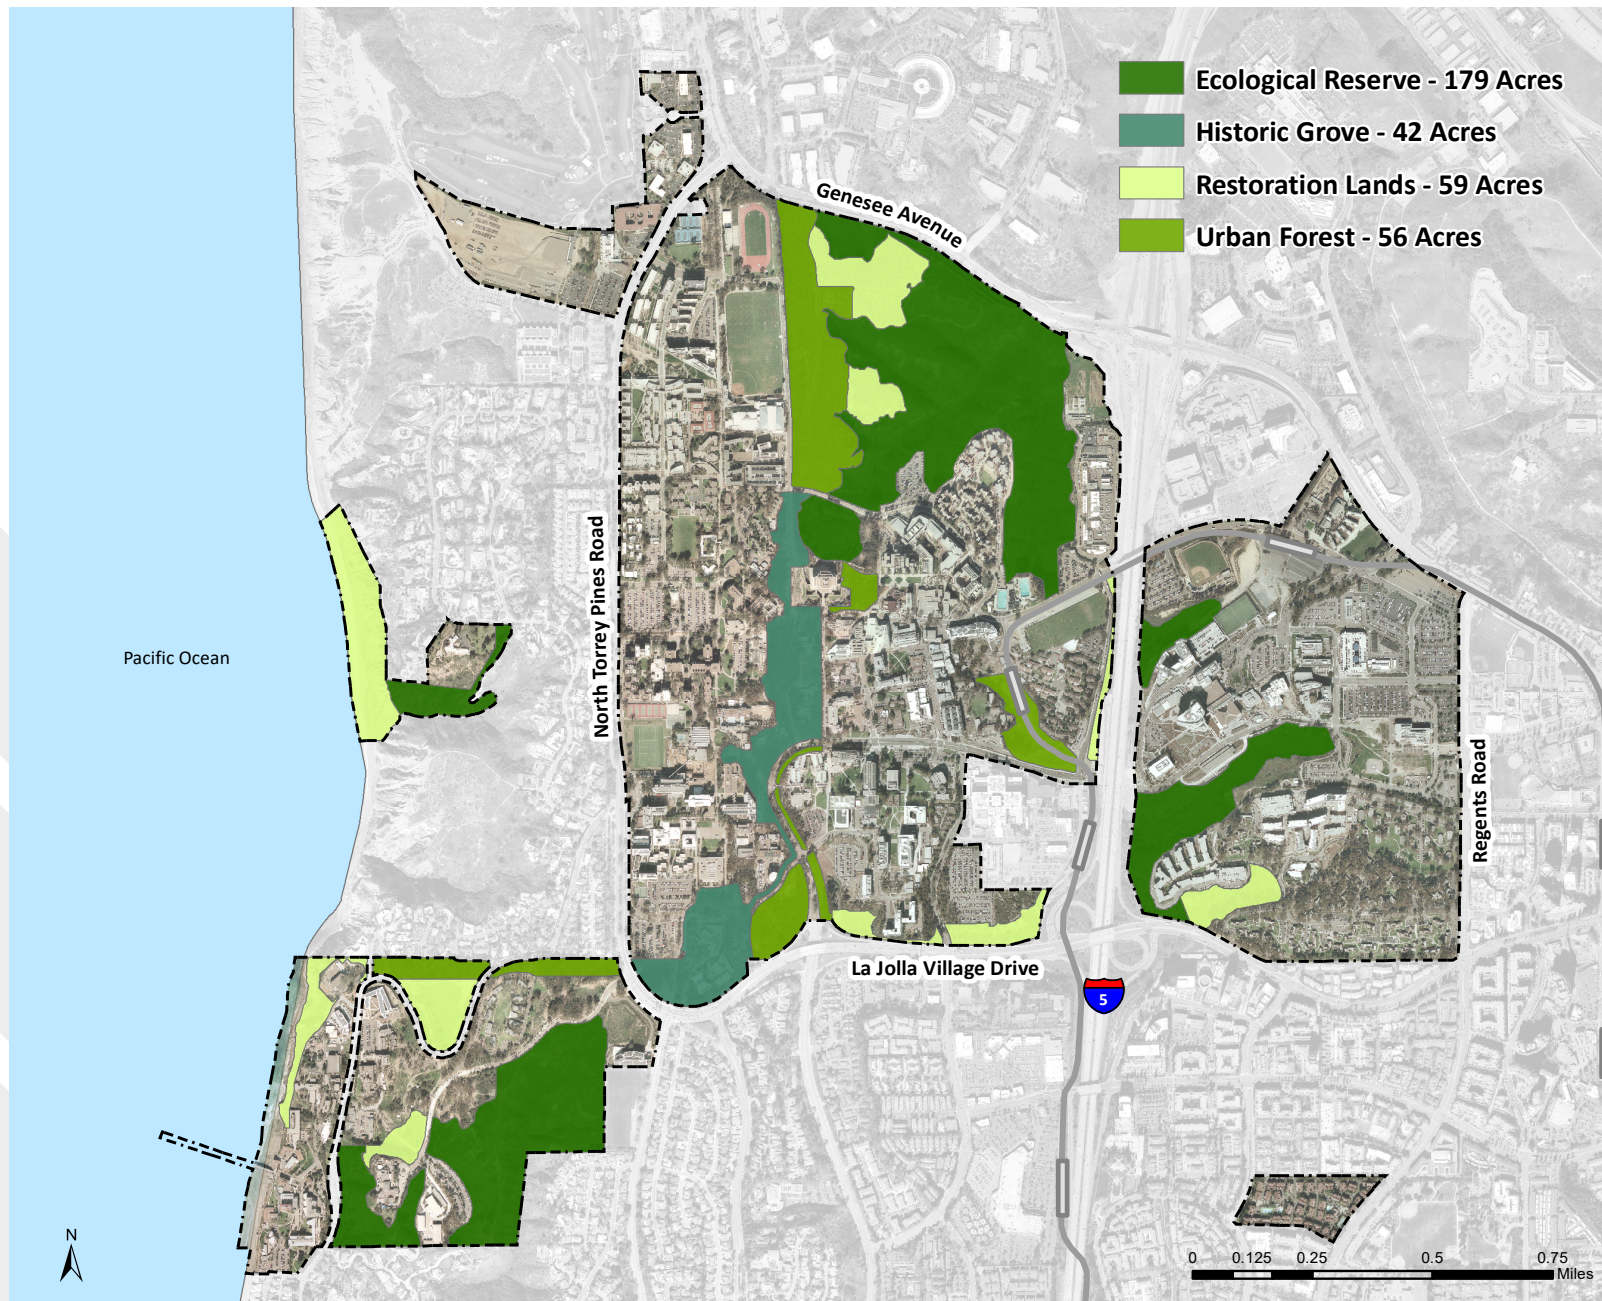 Ecological Reserve - 179 Acres
Historic Grove - 42 Acres
Restoration Lands - 59 Acres
Urban Forest - 56 Acres
Genesee Avenue
North Torrey Pines Road
Pacific Ocean
Regents Road
La Jolla Village Drive
5
N
0 0.125 0.25 0.5 0.75
Miles